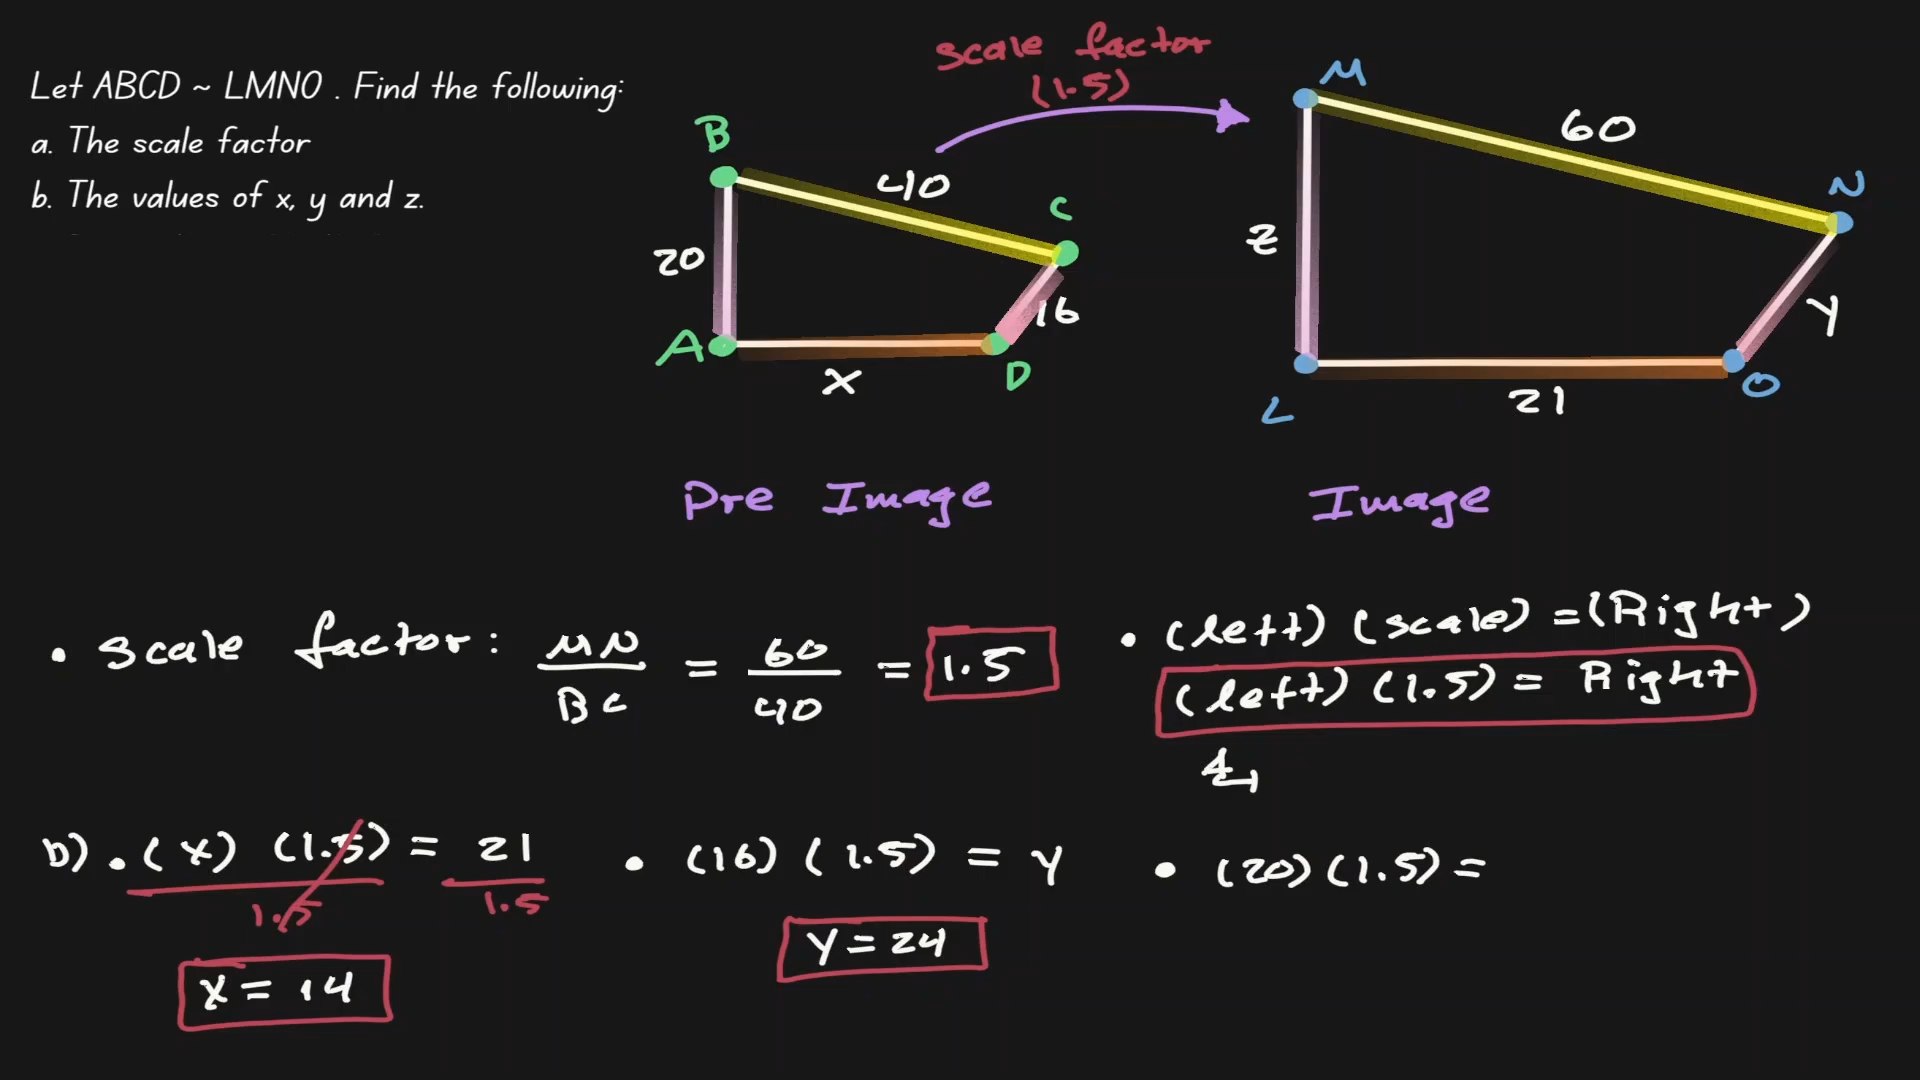 Let ABCD ~ LMNO . Find the following:
a. The scale factor
b. The values of x, y and z.
scale factor
(1.5)
B
40
C
20
16
A
x
D
M
60
N
z
y
L
21
O
Pre Image
Image
• scale factor: MN/BC = 60/40 = 1.5
• (left) (scale) = (Right)
(left) (1.5) = Right
b) . (x) (1.5) = 21
1.5 1.5
x = 14
• (16) (1.5) = y
y = 24
• (20) (1.5) =